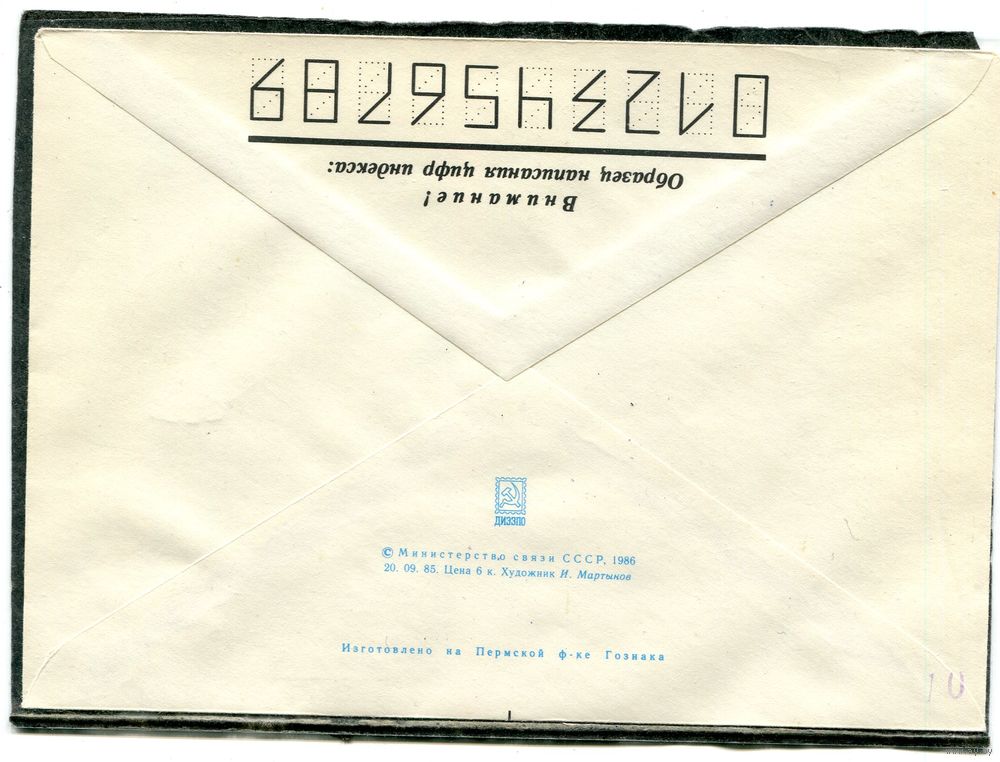 Внимание!
Образец написания цифр индекса:
0123456789
ДИЭЗПО
© Министерство связи СССР, 1986
20. 09. 85. Цена 6 к. Художник И. Мартынов
Изготовлено на Пермской ф-ке Гознака
10